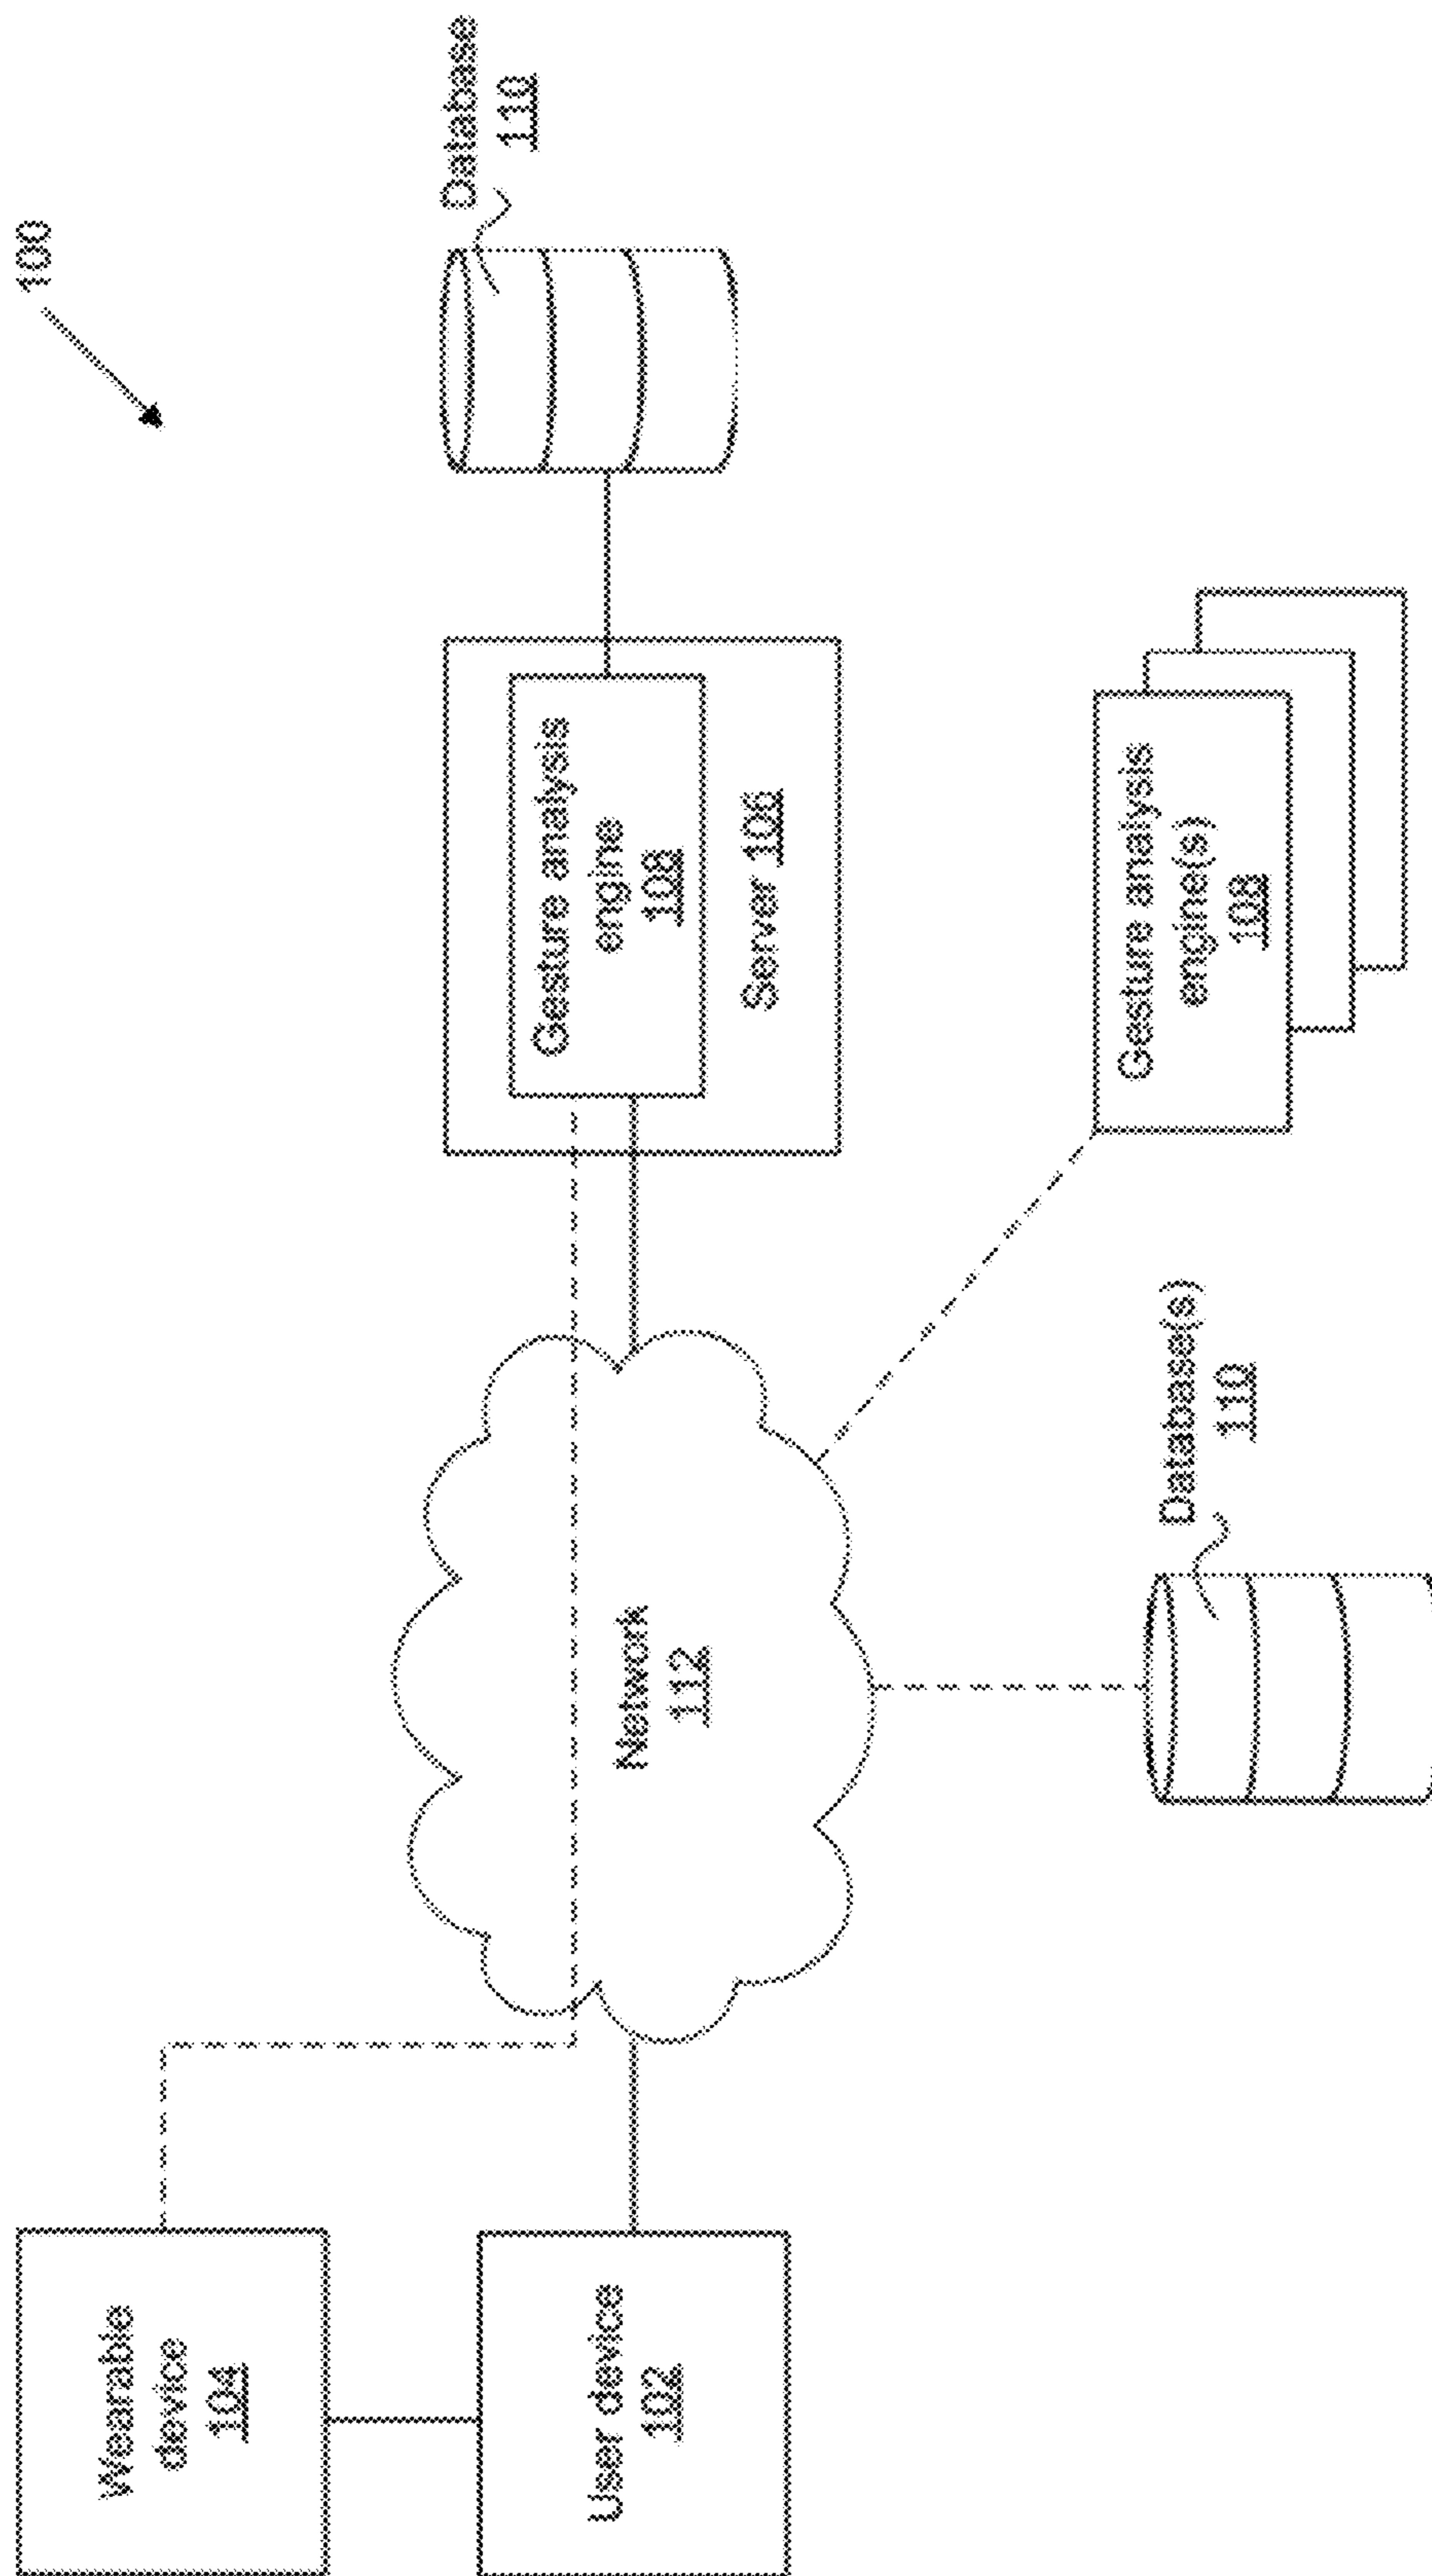 100
Wearable
device
104
User device
102
Network
112
Gesture analysis
engine
108
Server 106
Database
110
Database(s)
110
Gesture analysis
engine(s)
108